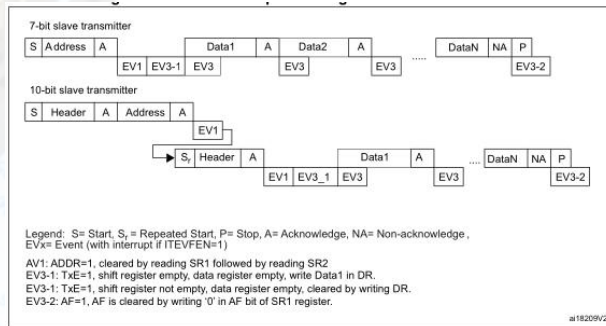 7-bit slave transmitter
S Address A Data1 A Data2 A ..... DataN NA P
EV1 EV3-1 EV3 EV3 EV3 EV3-2
10-bit slave transmitter
S Header A Address A
EV1
Sr Header A Data1 A .... DataN NA P
EV1 EV3_1 EV3 EV3 EV3-2
Legend: S= Start, Sr = Repeated Start, P= Stop, A= Acknowledge, NA= Non-acknowledge,
EVx= Event (with interrupt if ITEVFEN=1)
AV1: ADDR=1, cleared by reading SR1 followed by reading SR2
EV3-1: TxE=1, shift register empty, data register empty, write Data1 in DR.
EV3-1: TxE=1, shift register not empty, data register empty, cleared by writing DR.
EV3-2: AF=1, AF is cleared by writing '0' in AF bit of SR1 register.
ai18209V2